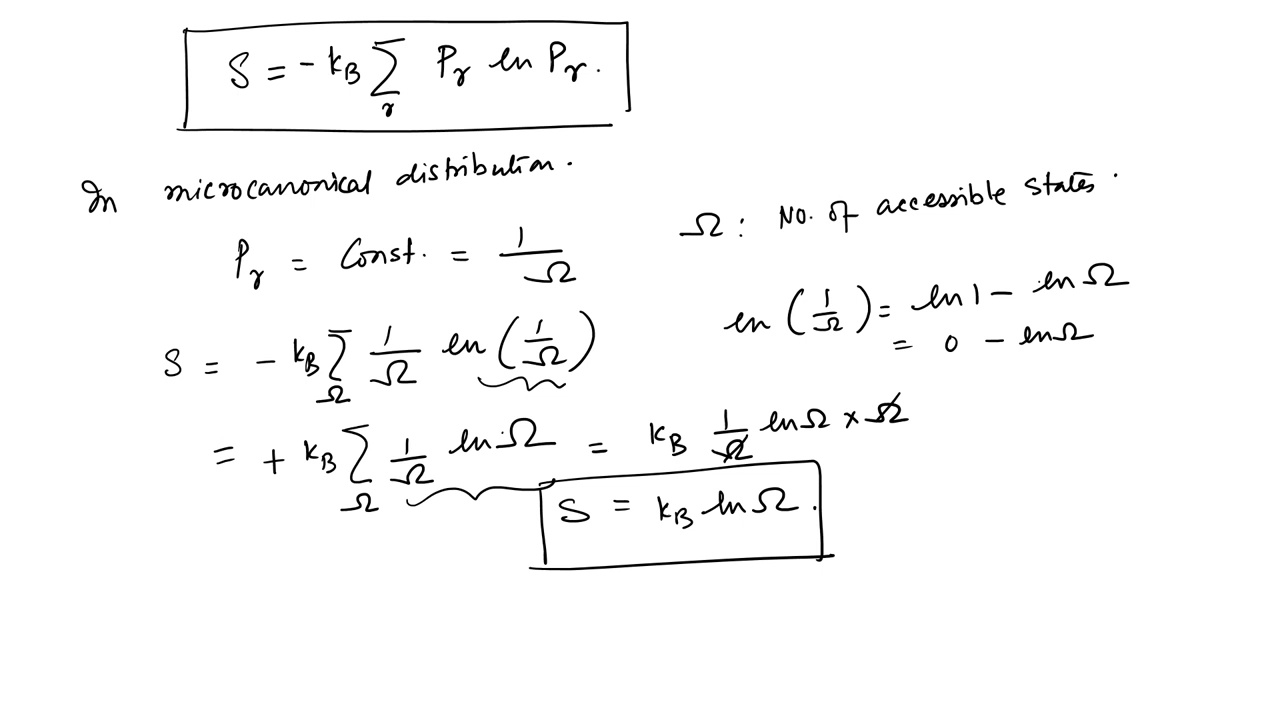 S = -k_B ∑_r P_r ln P_r.
In microcanonical distribution.
Ω : No. of accessible states.
P_r = Const. = 1/Ω
ln (1/Ω) = ln 1 - ln Ω
= 0 - ln Ω
S = - k_B ∑_Ω 1/Ω ln (1/Ω)
= + k_B ∑_Ω 1/Ω ln Ω = k_B 1/Ω ln Ω x Ω
S = k_B ln Ω.